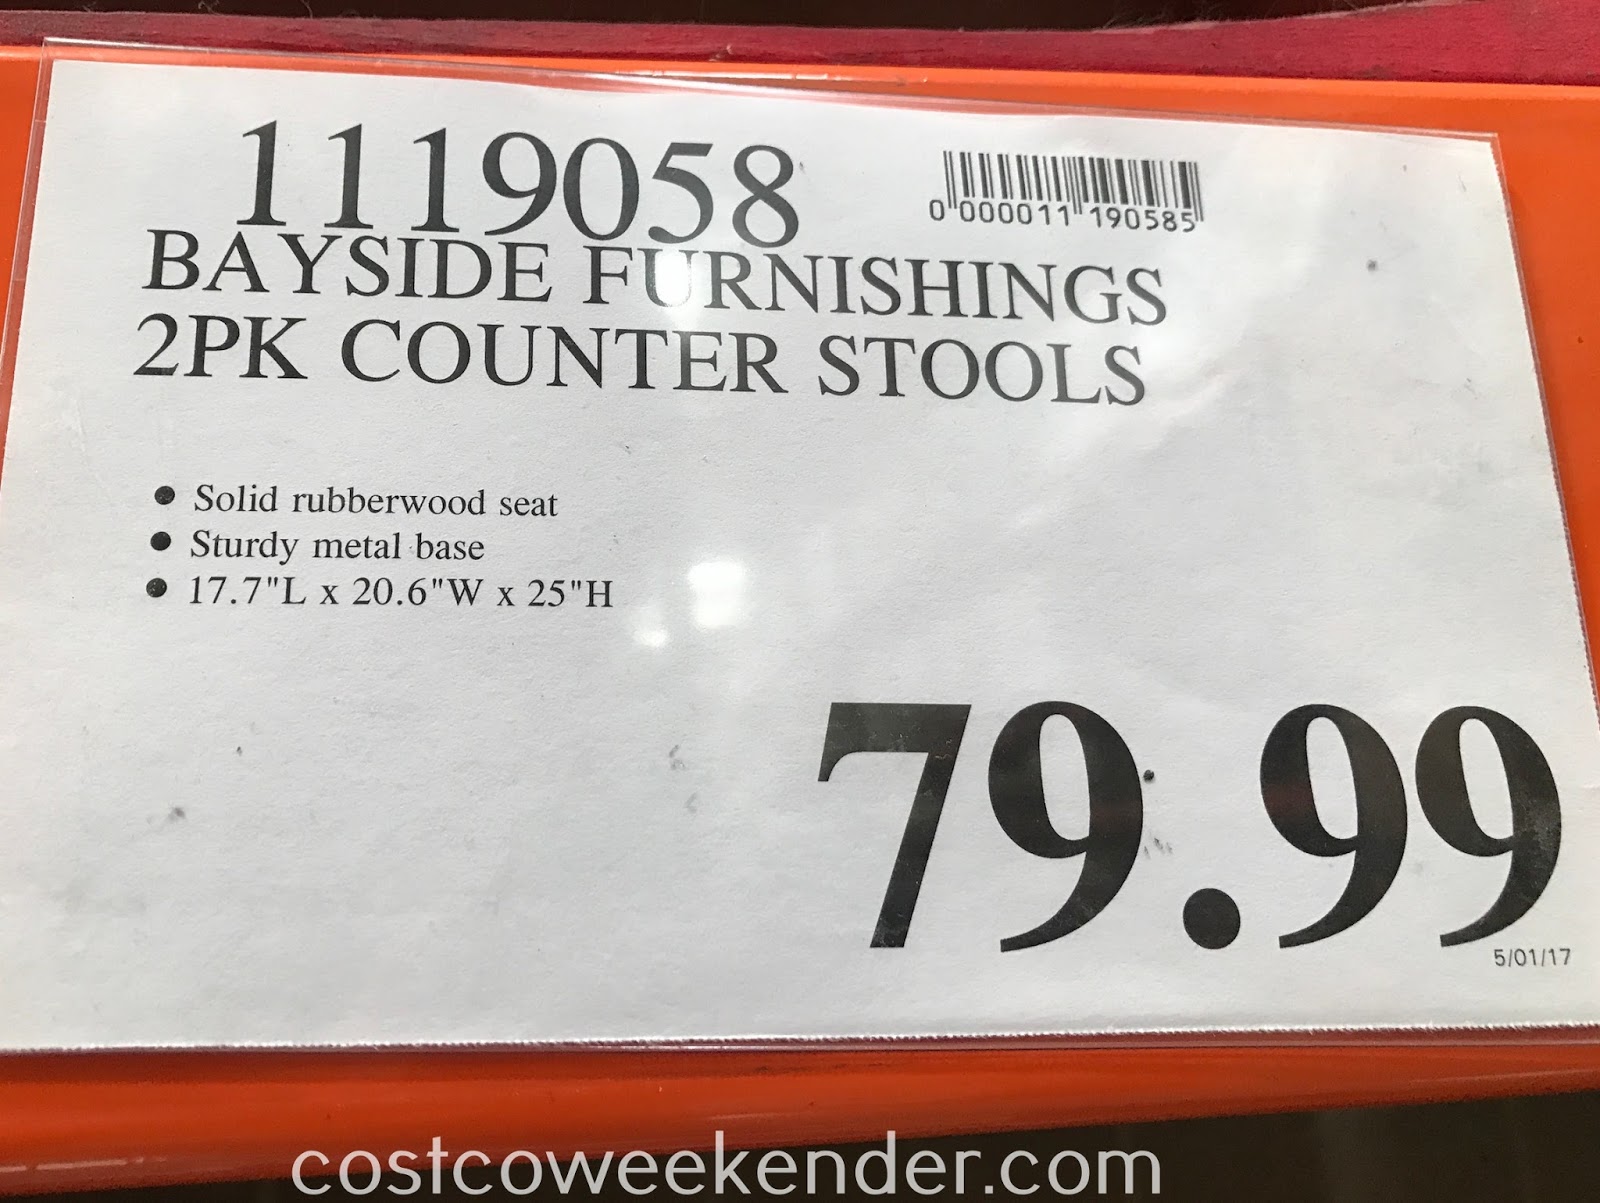 1119058
0 000011 190585
BAYSIDE FURNISHINGS
2PK COUNTER STOOLS
• Solid rubberwood seat
• Sturdy metal base
• 17.7"L x 20.6"W x 25"H
79.99
5/01/17
costcoweekender.com